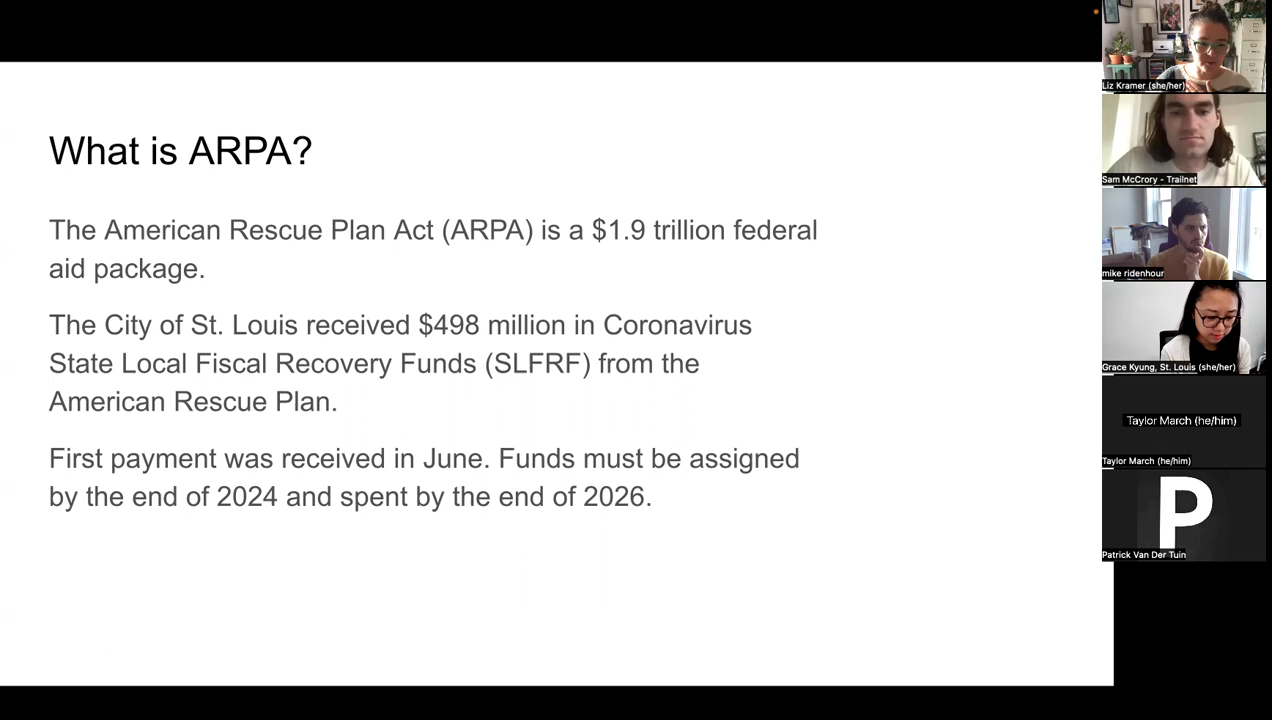 What is ARPA?
The American Rescue Plan Act (ARPA) is a $1.9 trillion federal
aid package.
The City of St. Louis received $498 million in Coronavirus
State Local Fiscal Recovery Funds (SLFRF) from the
American Rescue Plan.
First payment was received in June. Funds must be assigned
by the end of 2024 and spent by the end of 2026.
Liz Kramer (she/her)
Sam McCrory - Trailnet
mike ridenhour
Grace Kyung, St. Louis (she/her)
Taylor March (he/him)
Taylor March (he/him)
P
Patrick Van Der Tuin